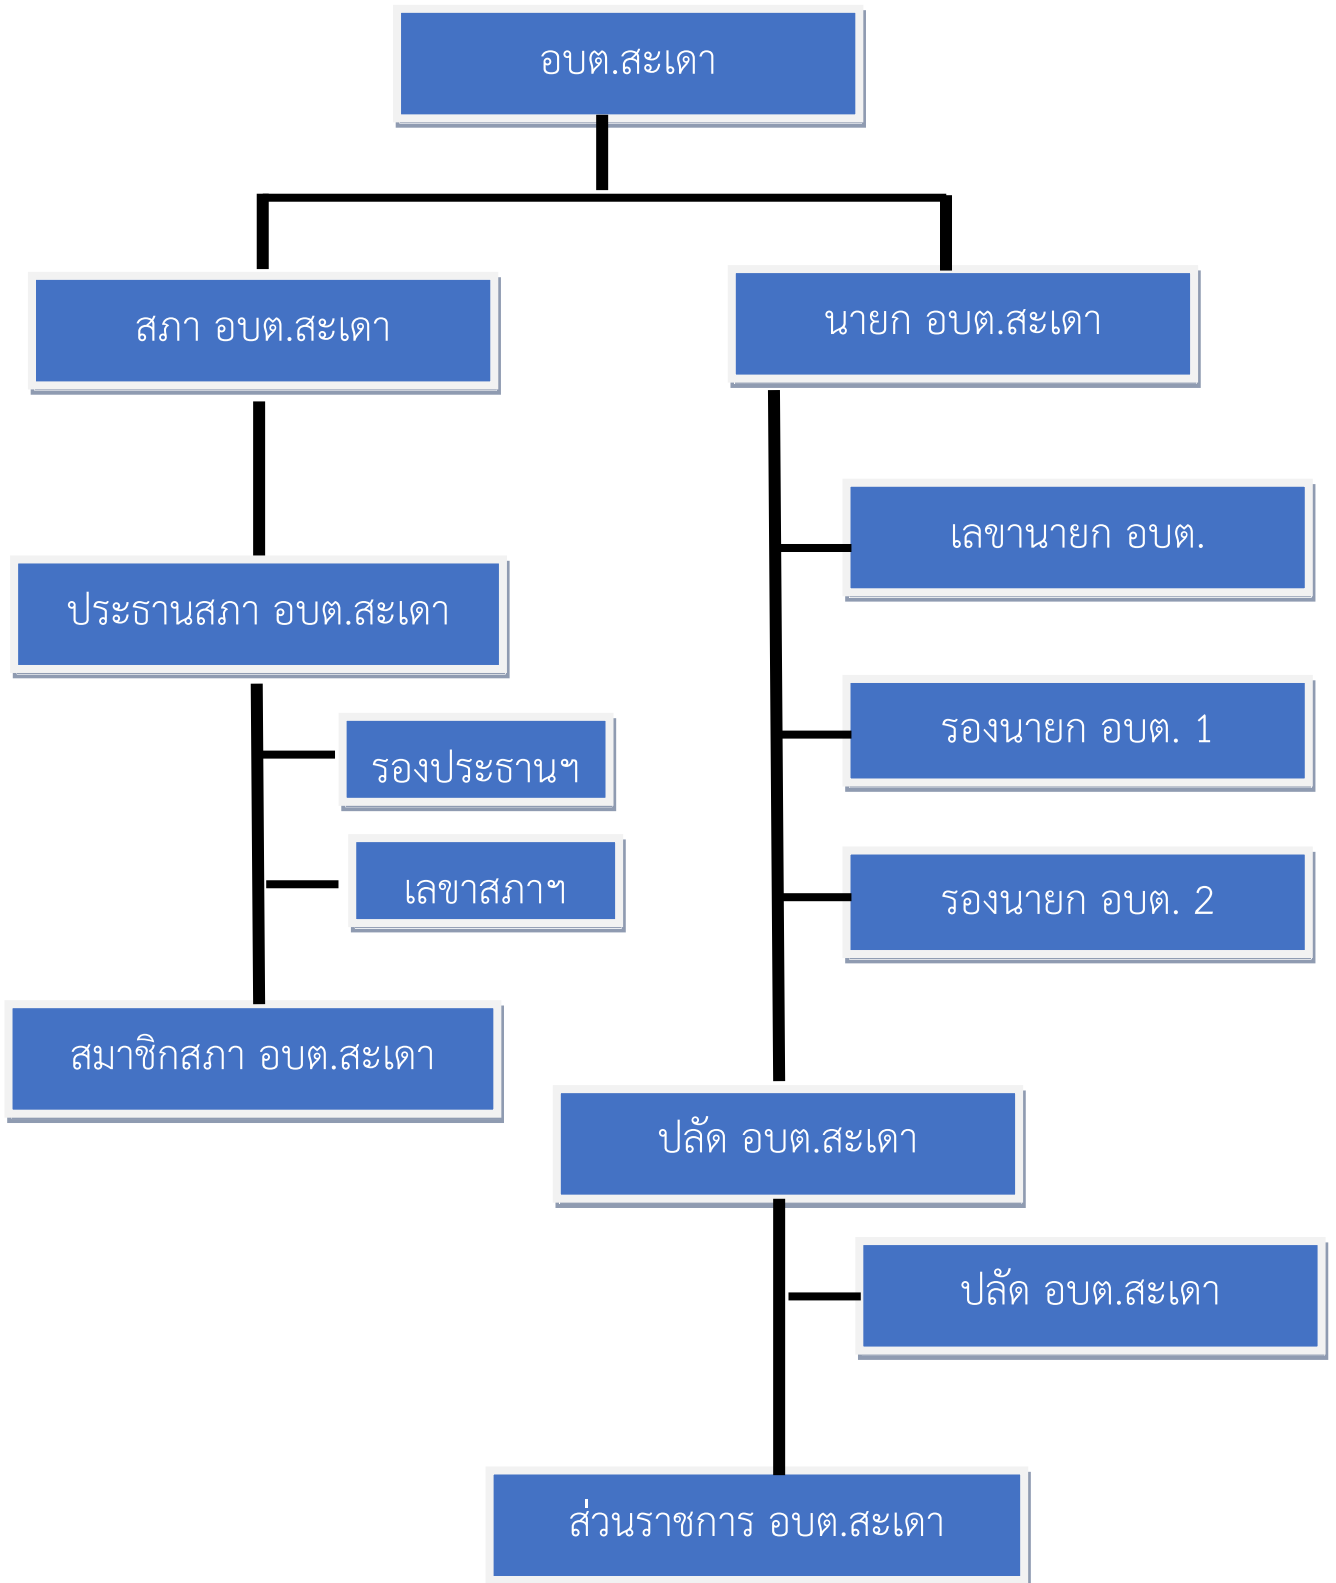 อบต.สะเดา
สภา อบต.สะเดา
นายก อบต.สะเดา
เลขานายก อบต.
ประธานสภา อบต.สะเดา
รองนายก อบต. 1
รองประธานฯ
เลขาสภาฯ
รองนายก อบต. 2
สมาชิกสภา อบต.สะเดา
ปลัด อบต.สะเดา
ปลัด อบต.สะเดา
ส่วนราชการ อบต.สะเดา